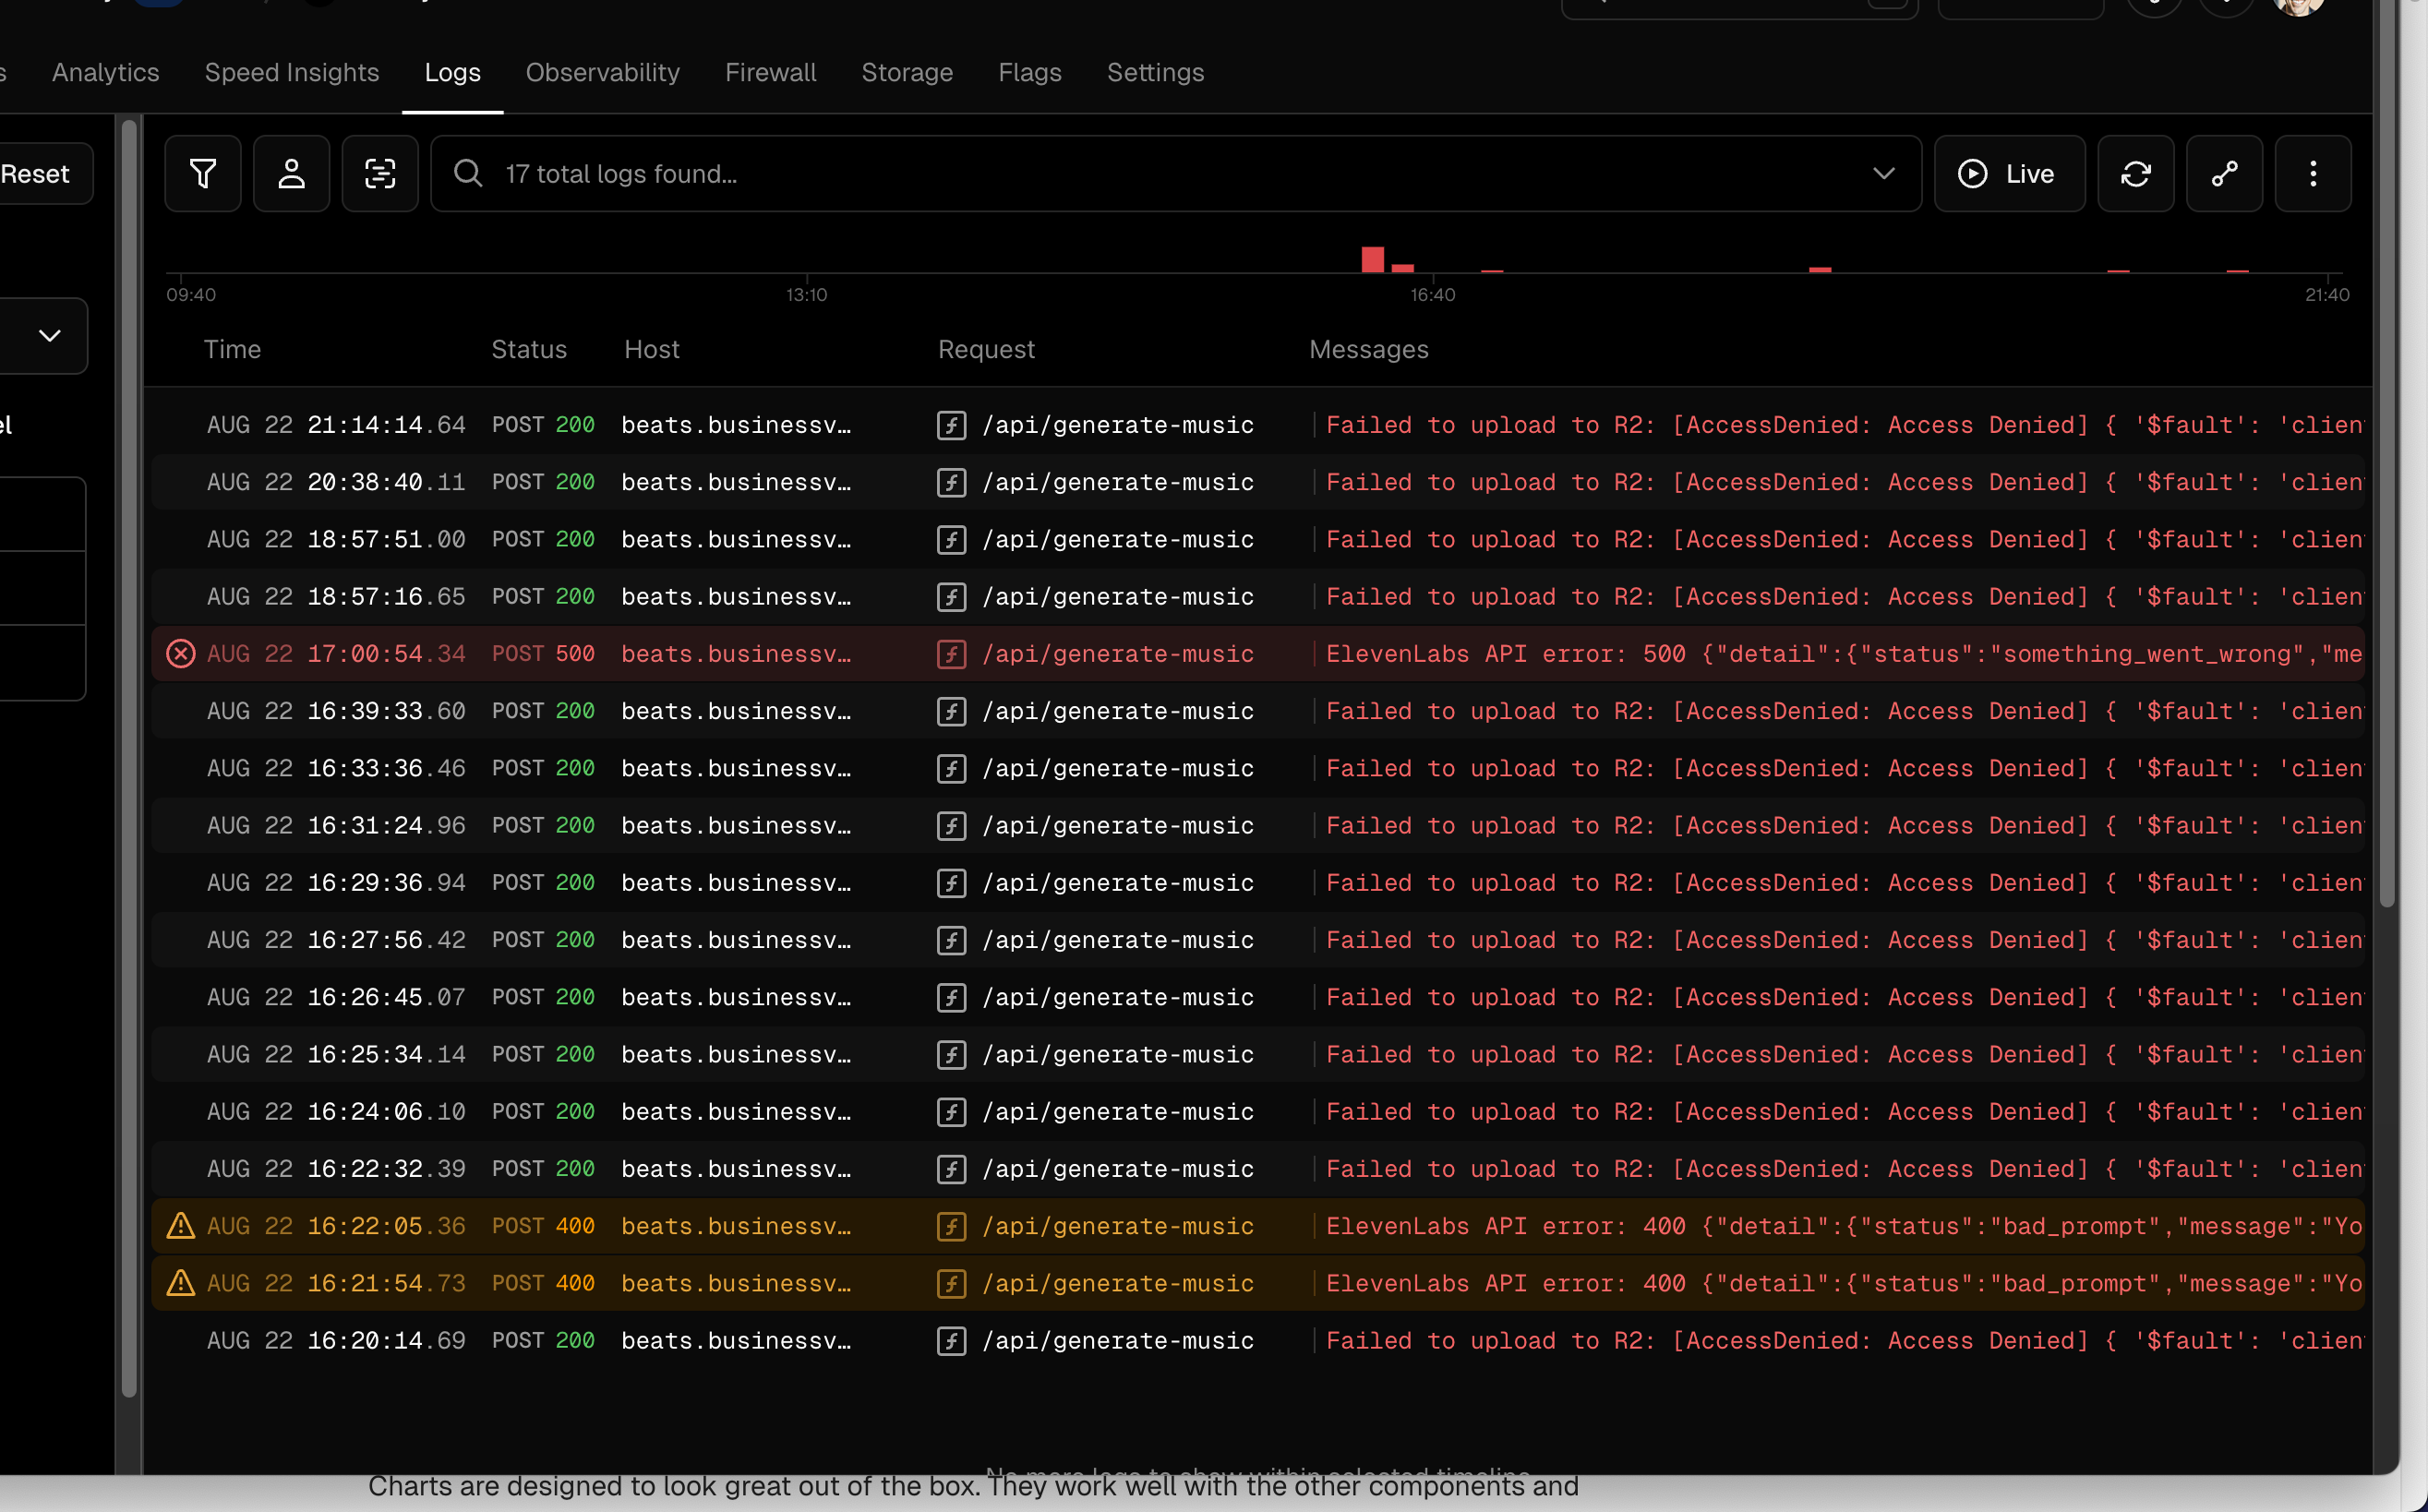 Analytics Speed Insights Logs Observability Firewall Storage Flags Settings
Reset
17 total logs found...
Live
09:40 13:10 16:40 21:40
Time Status Host Request Messages
AUG 22 21:14:14.64 POST 200 beats.businessv… /api/generate-music Failed to upload to R2: [AccessDenied: Access Denied] { '$fault': 'clien
AUG 22 20:38:40.11 POST 200 beats.businessv… /api/generate-music Failed to upload to R2: [AccessDenied: Access Denied] { '$fault': 'clien
AUG 22 18:57:51.00 POST 200 beats.businessv… /api/generate-music Failed to upload to R2: [AccessDenied: Access Denied] { '$fault': 'clien
AUG 22 18:57:16.65 POST 200 beats.businessv… /api/generate-music Failed to upload to R2: [AccessDenied: Access Denied] { '$fault': 'clien
AUG 22 17:00:54.34 POST 500 beats.businessv… /api/generate-music ElevenLabs API error: 500 {"detail":{"status":"something_went_wrong","me
AUG 22 16:39:33.60 POST 200 beats.businessv… /api/generate-music Failed to upload to R2: [AccessDenied: Access Denied] { '$fault': 'clien
AUG 22 16:33:36.46 POST 200 beats.businessv… /api/generate-music Failed to upload to R2: [AccessDenied: Access Denied] { '$fault': 'clien
AUG 22 16:31:24.96 POST 200 beats.businessv… /api/generate-music Failed to upload to R2: [AccessDenied: Access Denied] { '$fault': 'clien
AUG 22 16:29:36.94 POST 200 beats.businessv… /api/generate-music Failed to upload to R2: [AccessDenied: Access Denied] { '$fault': 'clien
AUG 22 16:27:56.42 POST 200 beats.businessv… /api/generate-music Failed to upload to R2: [AccessDenied: Access Denied] { '$fault': 'clien
AUG 22 16:26:45.07 POST 200 beats.businessv… /api/generate-music Failed to upload to R2: [AccessDenied: Access Denied] { '$fault': 'clien
AUG 22 16:25:34.14 POST 200 beats.businessv… /api/generate-music Failed to upload to R2: [AccessDenied: Access Denied] { '$fault': 'clien
AUG 22 16:24:06.10 POST 200 beats.businessv… /api/generate-music Failed to upload to R2: [AccessDenied: Access Denied] { '$fault': 'clien
AUG 22 16:22:32.39 POST 200 beats.businessv… /api/generate-music Failed to upload to R2: [AccessDenied: Access Denied] { '$fault': 'clien
AUG 22 16:22:05.36 POST 400 beats.businessv… /api/generate-music ElevenLabs API error: 400 {"detail":{"status":"bad_prompt","message":"Yo
AUG 22 16:21:54.73 POST 400 beats.businessv… /api/generate-music ElevenLabs API error: 400 {"detail":{"status":"bad_prompt","message":"Yo
AUG 22 16:20:14.69 POST 200 beats.businessv… /api/generate-music Failed to upload to R2: [AccessDenied: Access Denied] { '$fault': 'clien
No more logs to show within selected timeline
Charts are designed to look great out of the box. They work well with the other components and